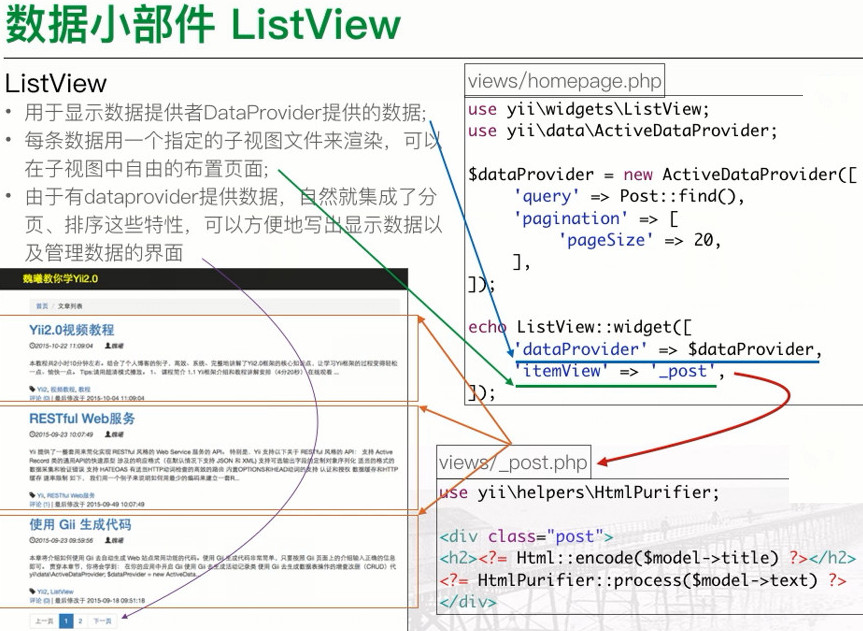 数据小部件 ListView
ListView
• 用于显示数据提供者DataProvider提供的数据;
• 每条数据用一个指定的子视图文件来渲染，可以
在子视图中自由的布置页面;
• 由于有dataprovider提供数据，自然就集成了分
页、排序这些特性，可以方便地写出显示数据以
及管理数据的界面
魏曦教你学Yii2.0
首页 / 文章列表
Yii2.0视频教程
2015-10-22 11:09:04 魏曦
Yii2, 视频教程, 教程
评论 (0) | 最后修改于 2015-10-04 11:09:04
RESTful Web服务
2015-09-23 10:07:49 魏曦
Yii, RESTful Web服务
评论 (1) | 最后修改于 2015-09-49 10:07:49
使用 Gii 生成代码
2015-09-23 09:59:56 魏曦
Yii2, ListView
评论 (0) | 最后修改于 2015-09-18 09:51:18
上一页 1 2 下一页
views/homepage.php
use yii\widgets\ListView;
use yii\data\ActiveDataProvider;
$dataProvider = new ActiveDataProvider([
'query' => Post::find(),
'pagination' => [
'pageSize' => 20,
],
]);
echo ListView::widget([
'dataProvider' => $dataProvider,
'itemView' => '_post',
]);
views/_post.php
use yii\helpers\HtmlPurifier;
<div class="post">
<h2><?= Html::encode($model->title) ?></h2>
<?= HtmlPurifier::process($model->text) ?>
</div>